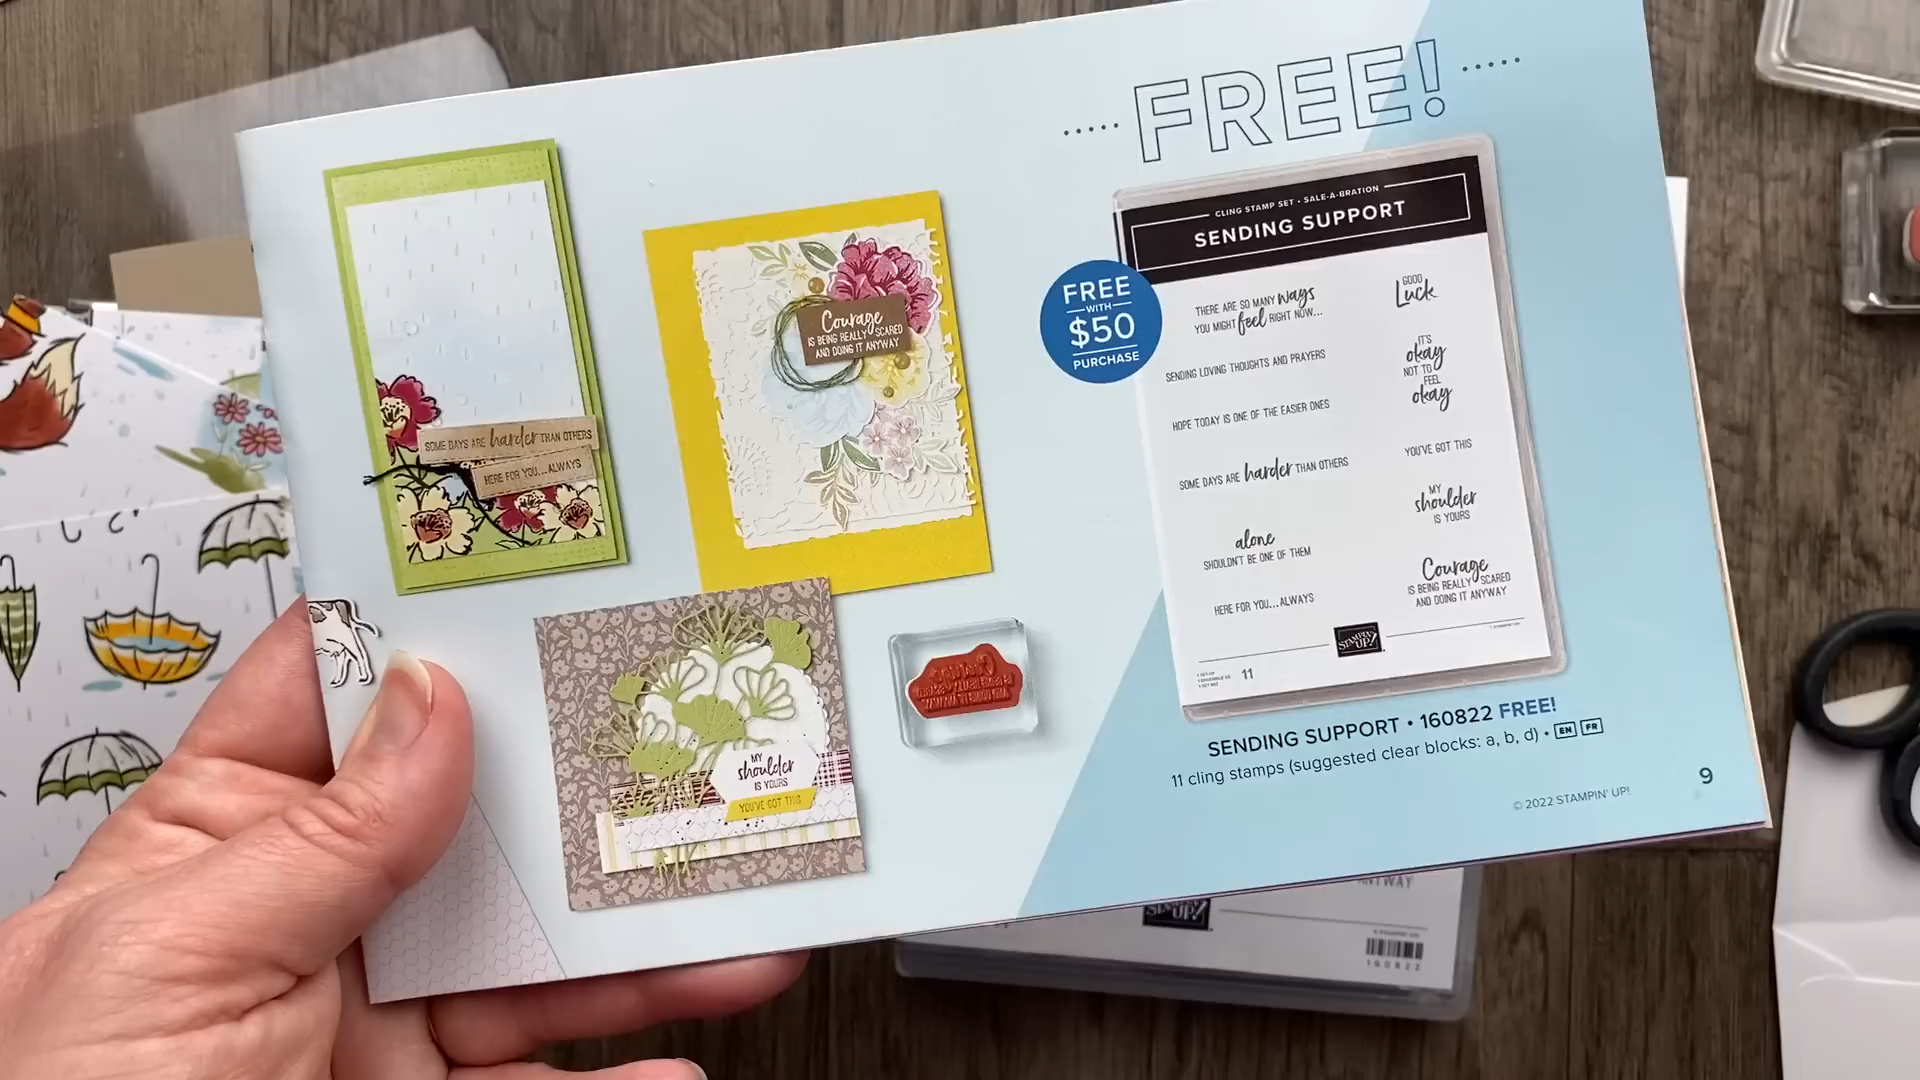 FREE!
CLING STAMP SET • SALE-A-BRATION
SENDING SUPPORT
FREE
WITH
$50
PURCHASE
THERE ARE SO MANY ways
YOU MIGHT feel RIGHT NOW...
SENDING LOVING THOUGHTS AND PRAYERS
HOPE TODAY IS ONE OF THE EASIER ONES
SOME DAYS ARE harder THAN OTHERS
alone
SHOULDN'T BE ONE OF THEM
HERE FOR YOU...ALWAYS
GOOD
Luck
IT'S
okay
NOT TO
FEEL
okay
YOU'VE GOT THIS
MY
shoulder
IS YOURS
Courage
IS BEING REALLY SCARED
AND DOING IT ANYWAY
STAMPIN' UP!
11
SENDING SUPPORT • 160822 FREE!
11 cling stamps (suggested clear blocks: a, b, d) • EN FR
© 2022 STAMPIN' UP!
9
SOME DAYS ARE harder THAN OTHERS
HERE FOR YOU...ALWAYS
Courage
IS BEING REALLY SCARED
AND DOING IT ANYWAY
MY
shoulder
IS YOURS
YOU'VE GOT THIS
ANYWAY
STAMPIN' UP!
160822